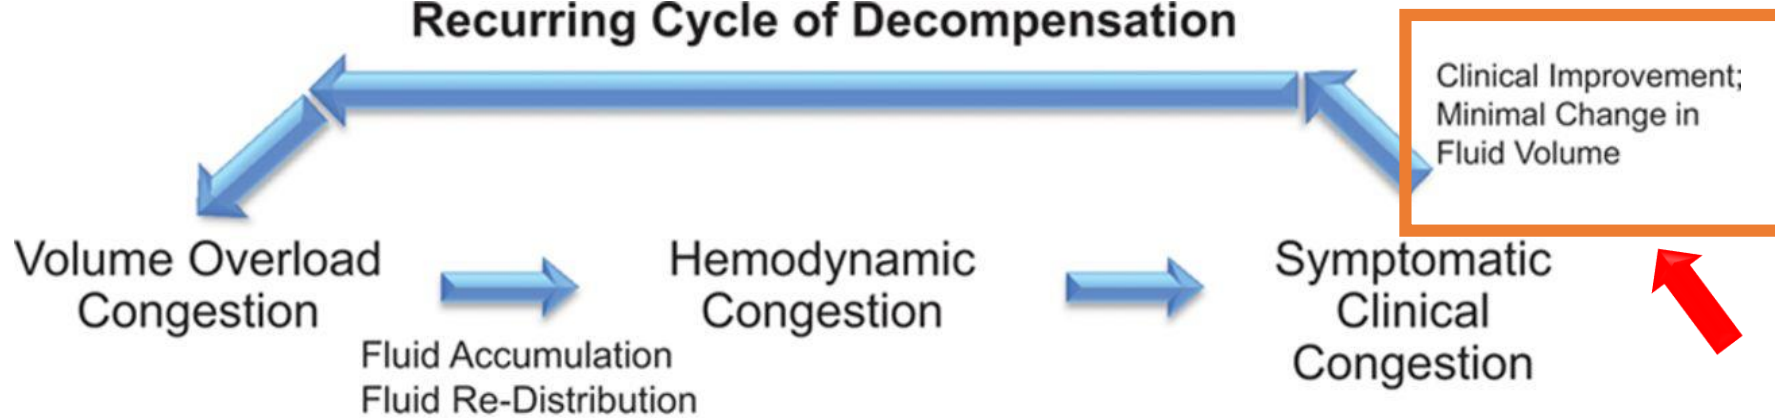 Recurring Cycle of Decompensation
Clinical Improvement;
Minimal Change in
Fluid Volume
Volume Overload
Congestion
Fluid Accumulation
Fluid Re-Distribution
Hemodynamic
Congestion
Symptomatic
Clinical
Congestion